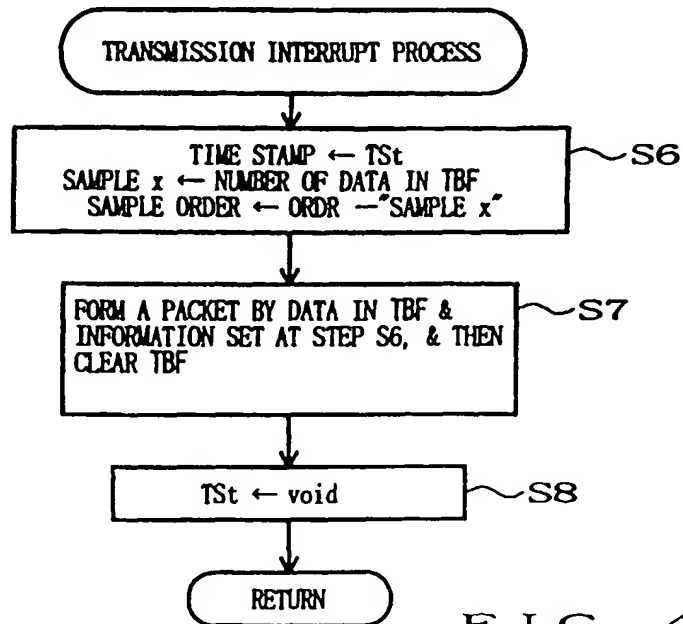 TRANSMISSION INTERRUPT PROCESS
TIME STAMP ← TSt
SAMPLE x ← NUMBER OF DATA IN TBF
SAMPLE ORDER ← ORDR —"SAMPLE x"
S6
FORM A PACKET BY DATA IN TBF &
INFORMATION SET AT STEP S6, & THEN
CLEAR TBF
S7
TSt ← void
S8
RETURN